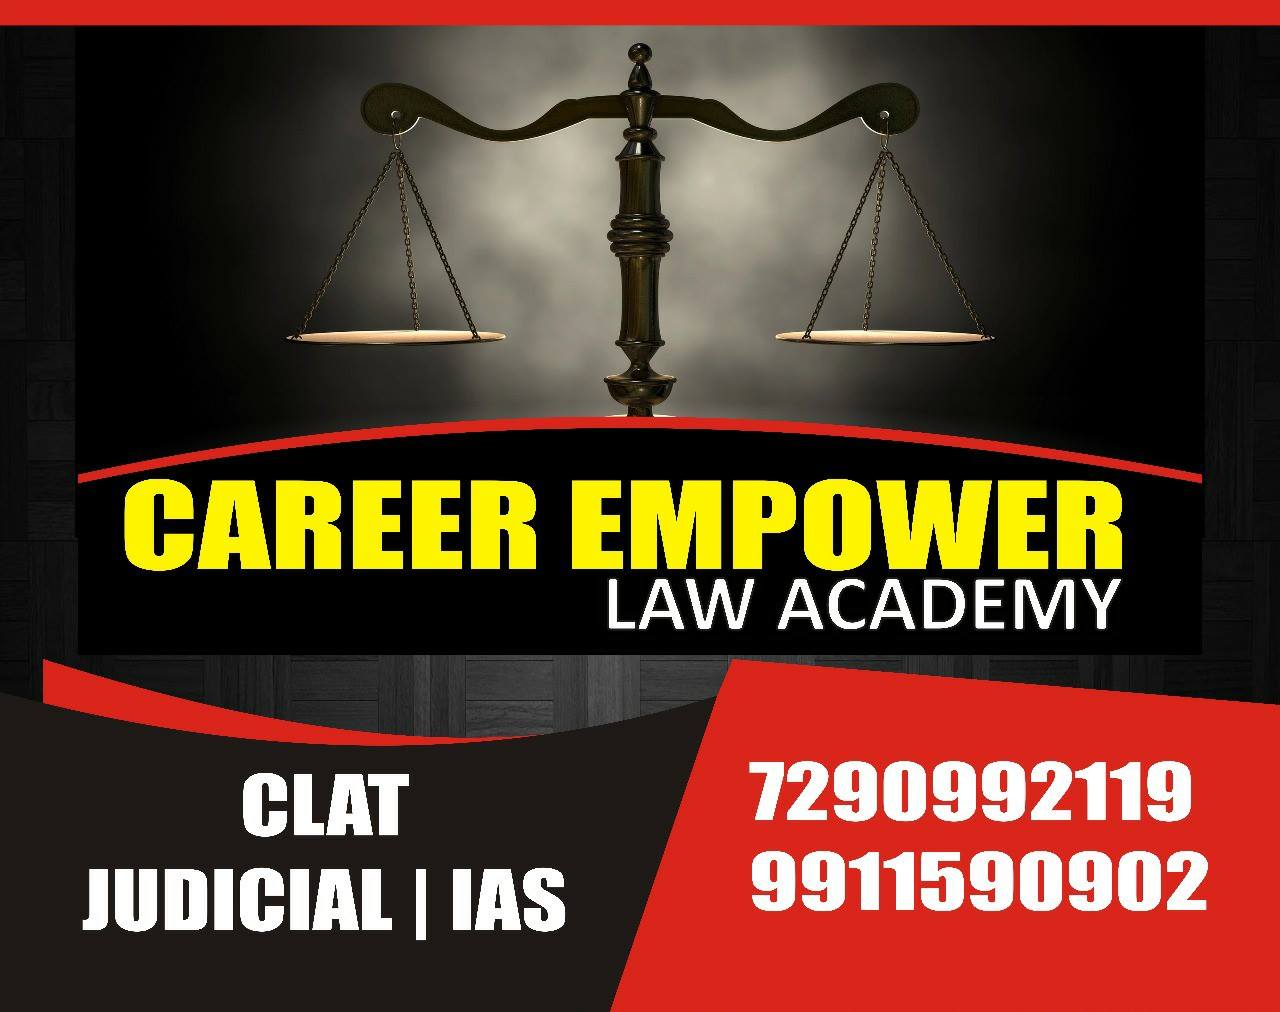 CAREER EMPOWER
LAW ACADEMY
CLAT
JUDICIAL | IAS
7290992119
9911590902